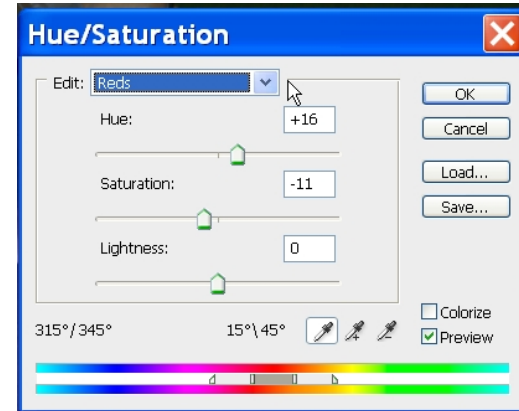 Hue/Saturation
Edit: Reds
OK
Hue: +16
Cancel
Load...
Saturation: -11
Save...
Lightness: 0
Colorize
315°/345° 15°\45°
Preview